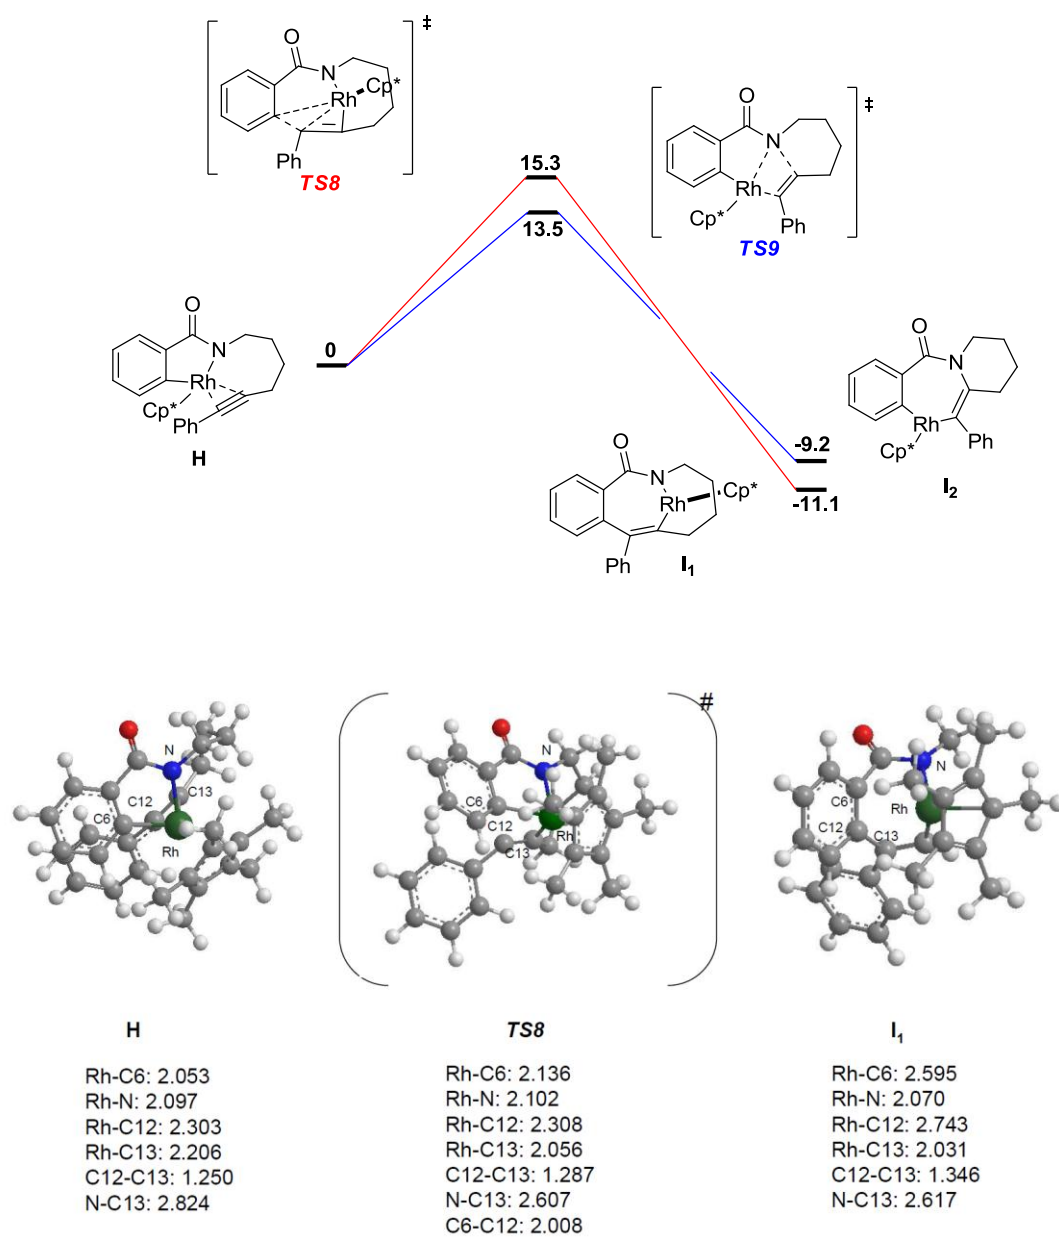 ‡
O
N
Rh
Cp*
Ph
TS8
‡
O
N
Rh
Cp*
Ph
TS9
15.3
13.5
0
O
N
Rh
Cp*
Ph
H
O
N
Rh
Cp*
Ph
I1
O
N
Rh
Cp*
Ph
I2
-9.2
-11.1
#
N
C12
C13
C6
Rh
N
C6
C12
Rh
C13
N
C6
Rh
C12
C13
H
TS8
I1
Rh-C6: 2.053
Rh-N: 2.097
Rh-C12: 2.303
Rh-C13: 2.206
C12-C13: 1.250
N-C13: 2.824
Rh-C6: 2.136
Rh-N: 2.102
Rh-C12: 2.308
Rh-C13: 2.056
C12-C13: 1.287
N-C13: 2.607
C6-C12: 2.008
Rh-C6: 2.595
Rh-N: 2.070
Rh-C12: 2.743
Rh-C13: 2.031
C12-C13: 1.346
N-C13: 2.617